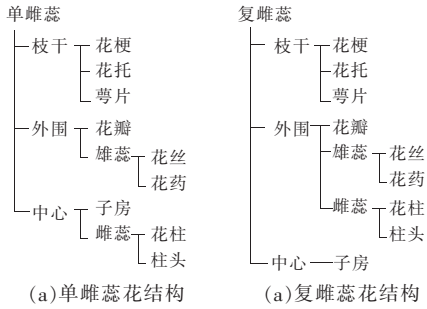 单雌蕊
枝干 花梗
花托
萼片
外围 花瓣
雄蕊 花丝
花药
中心 子房
雌蕊 花柱
柱头
(a)单雌蕊花结构
复雌蕊
枝干 花梗
花托
萼片
外围 花瓣
雄蕊 花丝
花药
雌蕊 花柱
柱头
中心 子房
(a)复雌蕊花结构